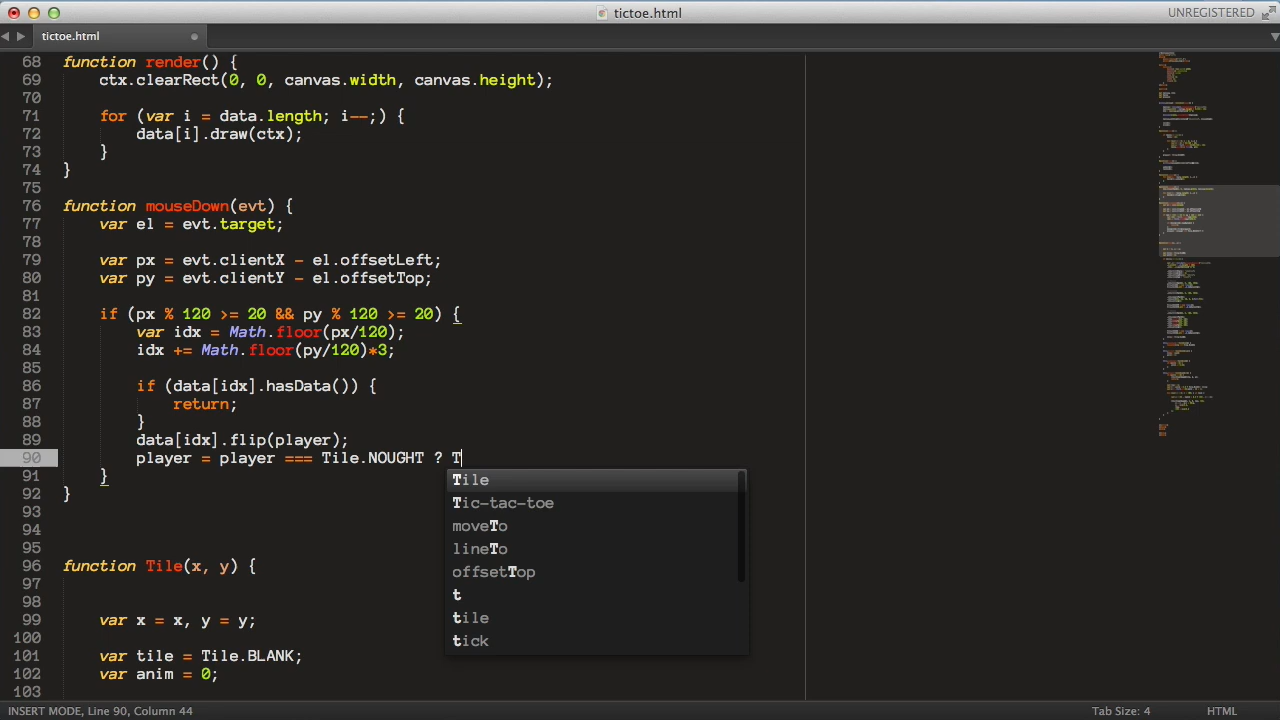 tictoe.html
UNREGISTERED
tictoe.html
68 function render() {
69 ctx.clearRect(0, 0, canvas.width, canvas.height);
70
71 for (var i = data.length; i--;) {
72 data[i].draw(ctx);
73 }
74 }
75
76 function mouseDown(evt) {
77 var el = evt.target;
78
79 var px = evt.clientX - el.offsetLeft;
80 var py = evt.clientY - el.offsetTop;
81
82 if (px % 120 >= 20 && py % 120 >= 20) {
83 var idx = Math.floor(px/120);
84 idx += Math.floor(py/120)*3;
85
86 if (data[idx].hasData()) {
87 return;
88 }
89 data[idx].flip(player);
90 player = player === Tile.NOUGHT ? T
91 }
92 }
93
94
95
96 function Tile(x, y) {
97
98
99 var x = x, y = y;
100
101 var tile = Tile.BLANK;
102 var anim = 0;
103
Tile
Tic-tac-toe
moveTo
lineTo
offsetTop
t
tile
tick
INSERT MODE, Line 90, Column 44
Tab Size: 4
HTML